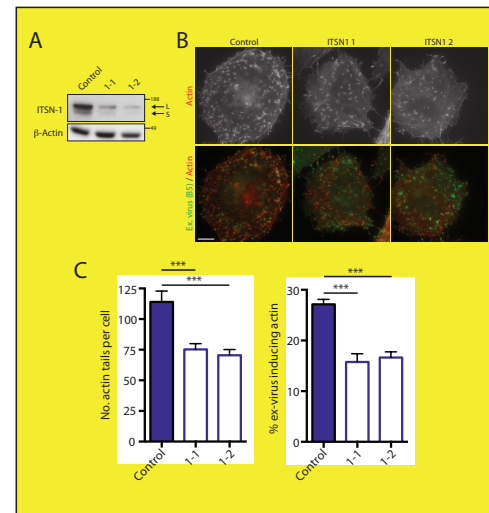 A
Control
1-1
1-2
188
ITSN-1
L
S
β-Actin
49
B
Control
ITSN1 1
ITSN1 2
Actin
Ex. virus (B5) / Actin
C
***
***
125
100
75
50
25
0
No. actin tails per cell
Control
1-1
1-2
***
***
40
30
20
10
0
% ex-virus inducing actin
Control
1-1
1-2